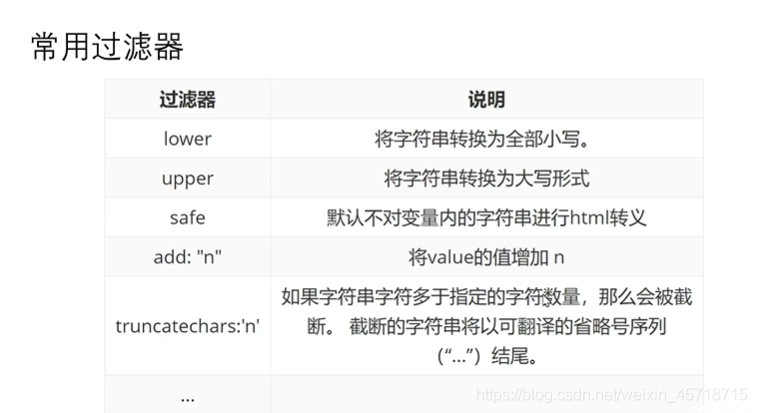 常用过滤器
过滤器 说明
lower 将字符串转换为全部小写。
upper 将字符串转换为大写形式
safe 默认不对变量内的字符串进行html转义
add: "n" 将value的值增加 n
truncatechars:'n' 如果字符串字符多于指定的字符数量，那么会被截
断。 截断的字符串将以可翻译的省略号序列
（“...”）结尾。
...
https://blog.csdn.net/weixin_45718715